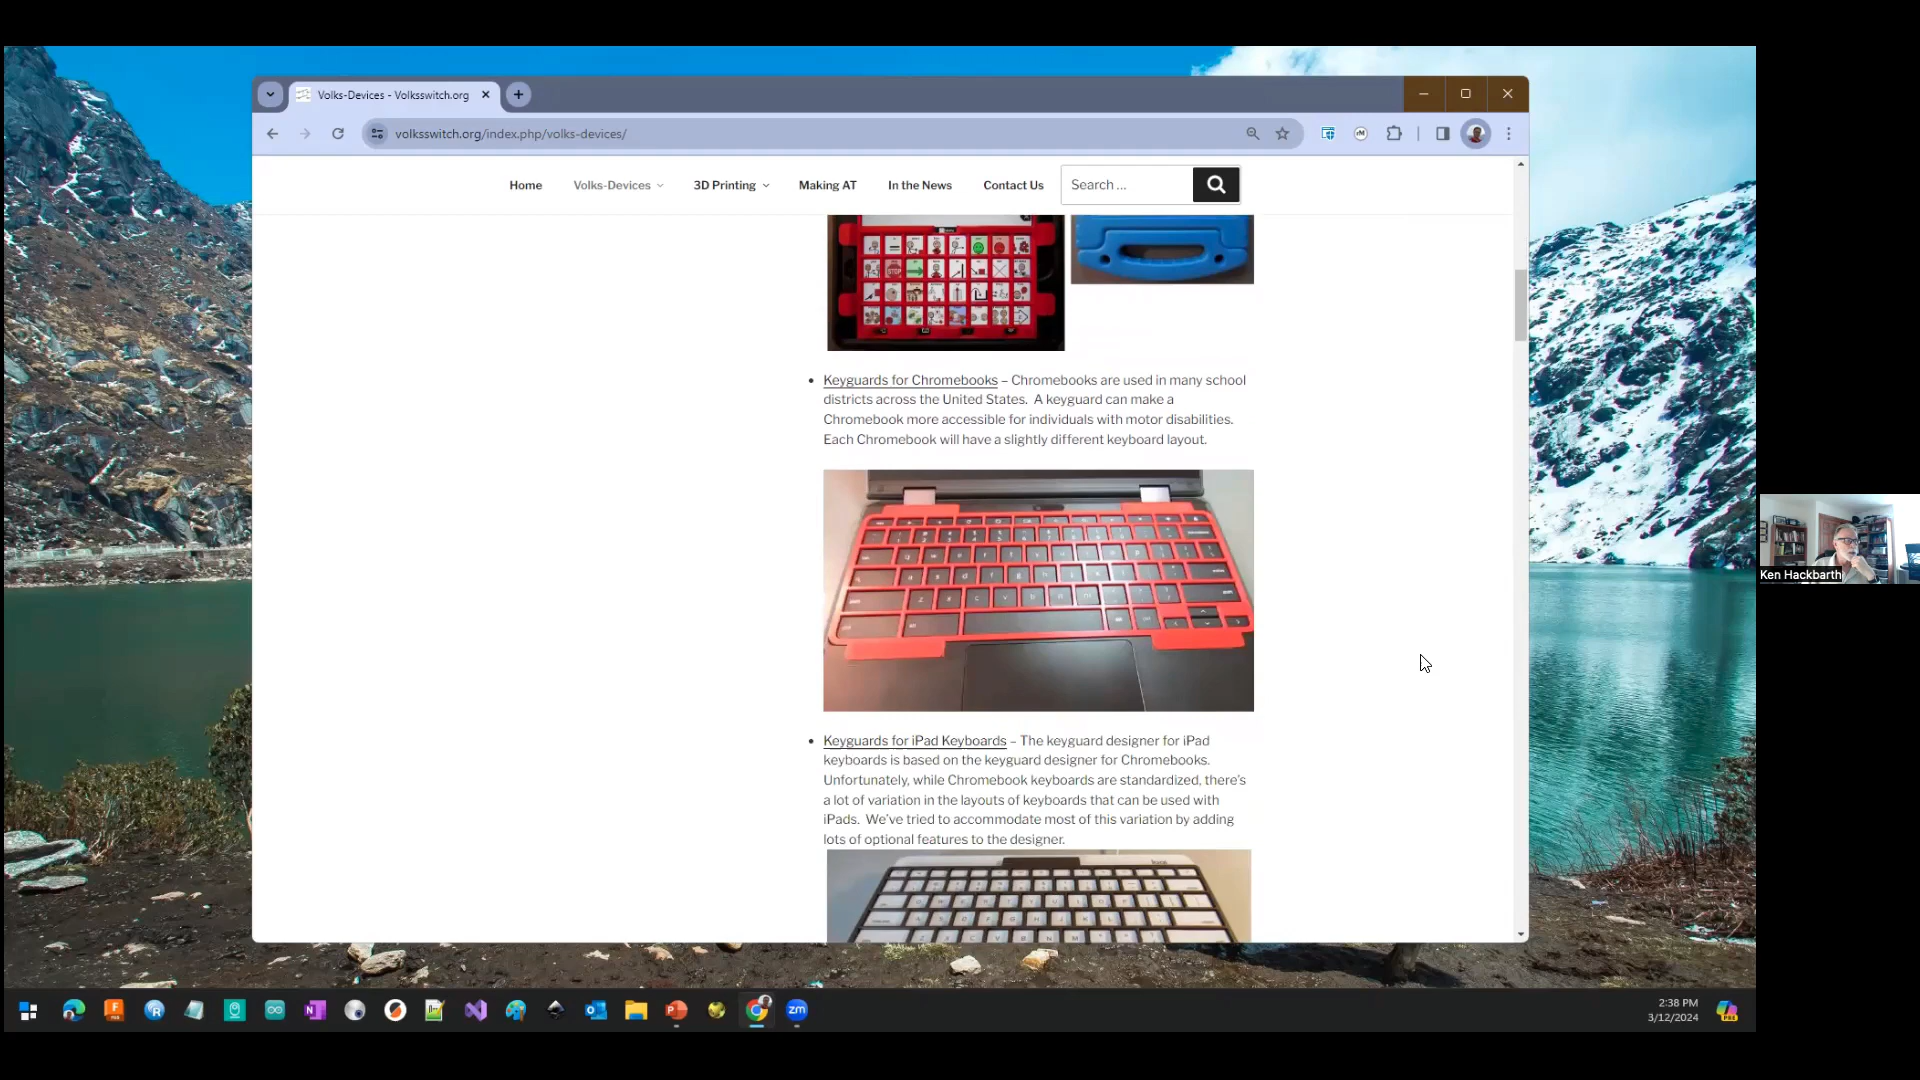 Volks-Devices - Volksswitch.org
volksswitch.org/index.php/volks-devices/
Home Volks-Devices 3D Printing Making AT In the News Contact Us Search ...
STOP
• Keyguards for Chromebooks – Chromebooks are used in many school
districts across the United States. A keyguard can make a
Chromebook more accessible for individuals with motor disabilities.
Each Chromebook will have a slightly different keyboard layout.
• Keyguards for iPad Keyboards – The keyguard designer for iPad
keyboards is based on the keyguard designer for Chromebooks.
Unfortunately, while Chromebook keyboards are standardized, there's
a lot of variation in the layouts of keyboards that can be used with
iPads. We've tried to accommodate most of this variation by adding
lots of optional features to the designer.
Ken Hackbarth
zm
2:38 PM
3/12/2024